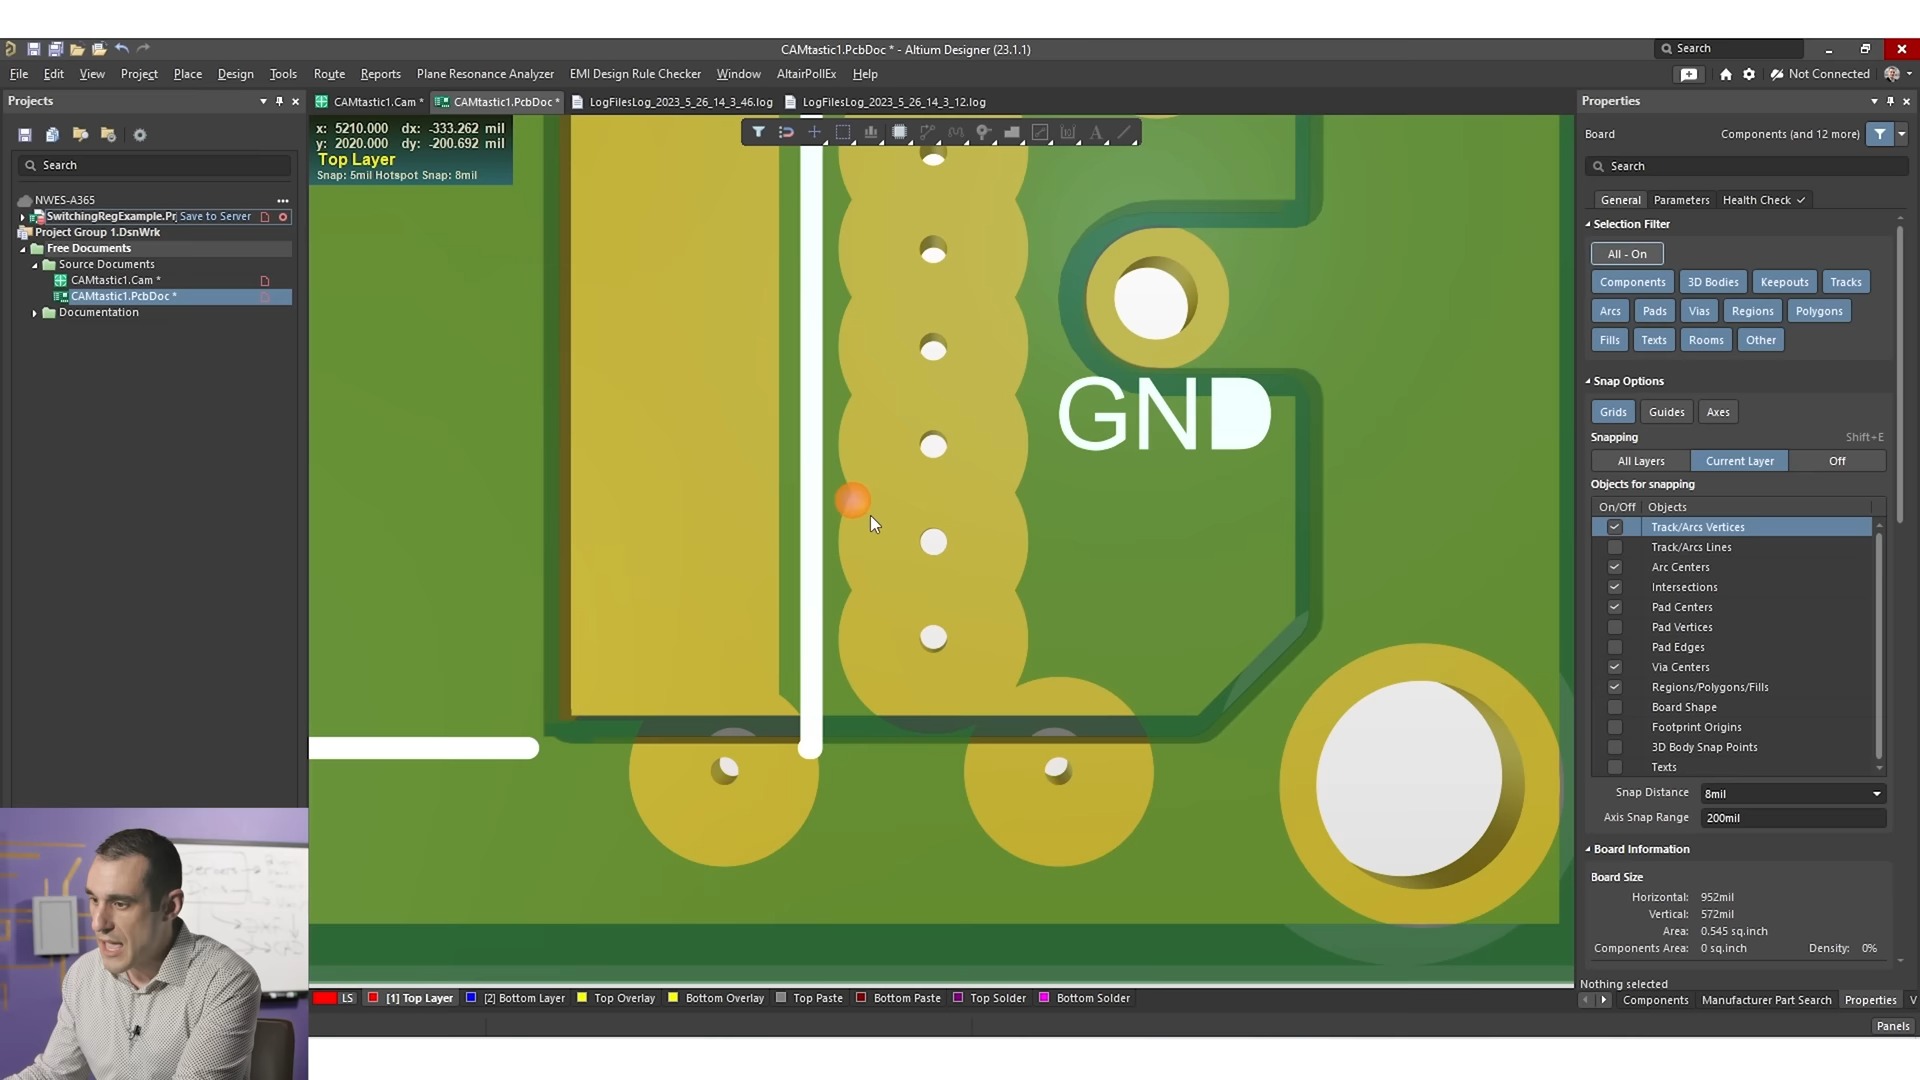 CAMtastic1.PcbDoc * - Altium Designer (23.1.1)
Search
File Edit View Project Place Design Tools Route Reports Plane Resonance Analyzer EMI Design Rule Checker Window AltairPollEx Help
Not Connected
Projects
CAMtastic1.Cam *
CAMtastic1.PcbDoc *
LogFilesLog_2023_5_26_14_3_46.log
LogFilesLog_2023_5_26_14_3_12.log
Search
NWES-A365
SwitchingRegExample.Pr Save to Server
Project Group 1.DsnWrk
Free Documents
Source Documents
CAMtastic1.Cam *
CAMtastic1.PcbDoc *
Documentation
x: 5210.000 dx: -333.262 mil
y: 2020.000 dy: -200.692 mil
Top Layer
Snap: 5mil Hotspot Snap: 8mil
GND
LS [1] Top Layer [2] Bottom Layer Top Overlay Bottom Overlay Top Paste Bottom Paste Top Solder Bottom Solder
Properties
Board Components (and 12 more)
Search
General Parameters Health Check
Selection Filter
All - On
Components 3D Bodies Keepouts Tracks
Arcs Pads Vias Regions Polygons
Fills Texts Rooms Other
Snap Options
Grids Guides Axes
Snapping Shift+E
All Layers Current Layer Off
Objects for snapping
On/Off Objects
Track/Arcs Vertices
Track/Arcs Lines
Arc Centers
Intersections
Pad Centers
Pad Vertices
Pad Edges
Via Centers
Regions/Polygons/Fills
Board Shape
Footprint Origins
3D Body Snap Points
Texts
Snap Distance 8mil
Axis Snap Range 200mil
Board Information
Board Size
Horizontal: 952mil
Vertical: 572mil
Area: 0.545 sq.inch
Components Area: 0 sq.inch Density: 0%
Nothing selected
Components Manufacturer Part Search Properties V
Panels